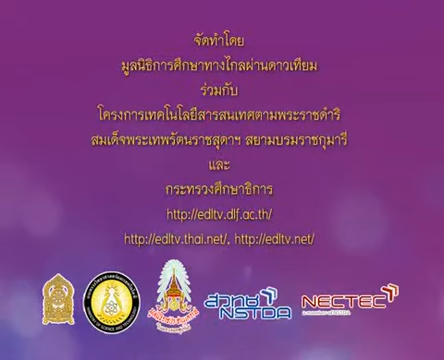 จัดทำโดย
มูลนิธิการศึกษาทางไกลผ่านดาวเทียม
ร่วมกับ
โครงการเทคโนโลยีสารสนเทศตามพระราชดำริ
สมเด็จพระเทพรัตนราชสุดาฯ สยามบรมราชกุมารี
และ
กระทรวงศึกษาธิการ
http://edltv.dlf.ac.th/
http://edltv.thai.net/, http://edltv.net/
สวทช NSTDA
NECTEC